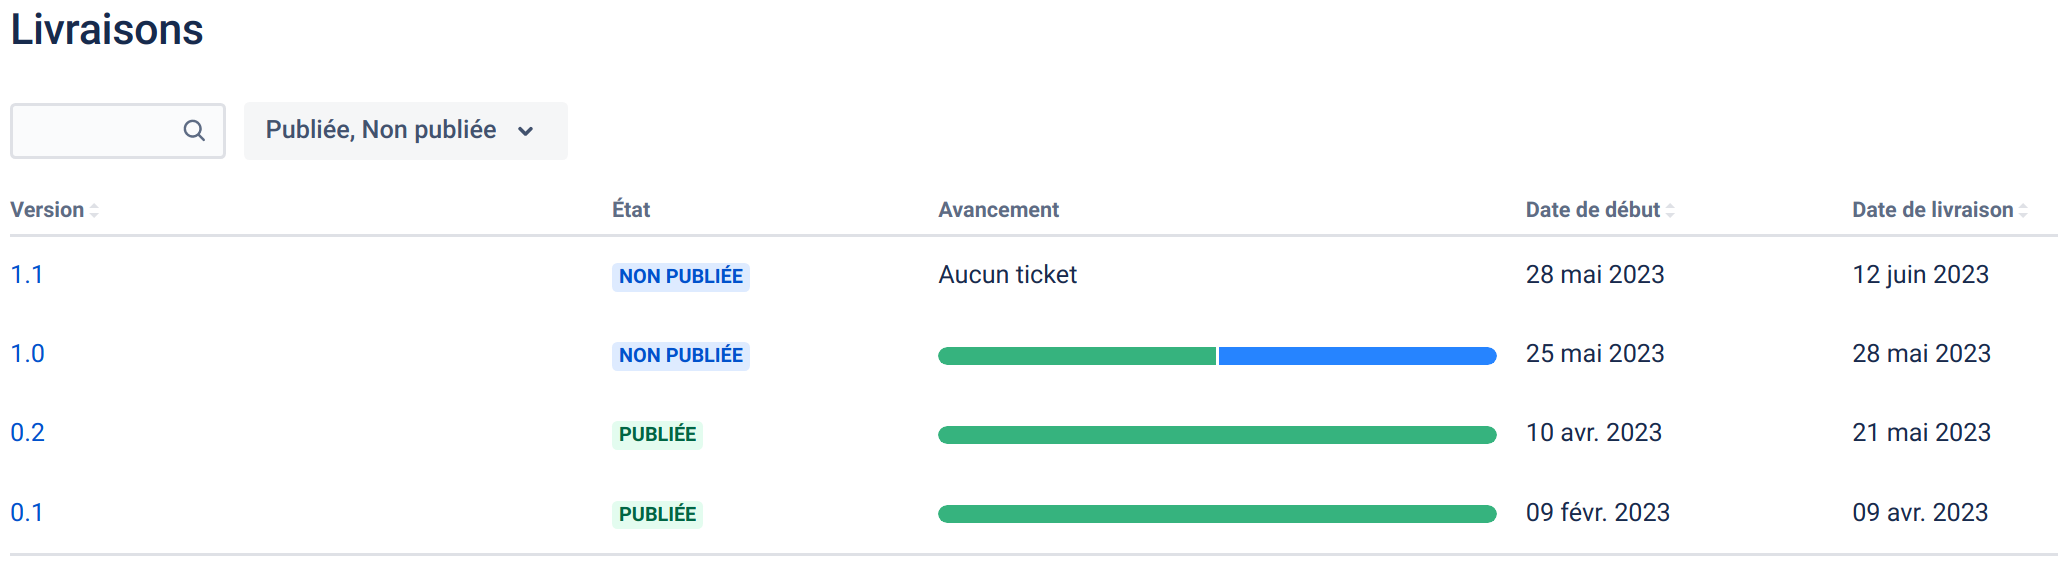 Livraisons
Publiée, Non publiée
Version État Avancement Date de début Date de livraison
1.1 NON PUBLIÉE Aucun ticket 28 mai 2023 12 juin 2023
1.0 NON PUBLIÉE 25 mai 2023 28 mai 2023
0.2 PUBLIÉE 10 avr. 2023 21 mai 2023
0.1 PUBLIÉE 09 févr. 2023 09 avr. 2023